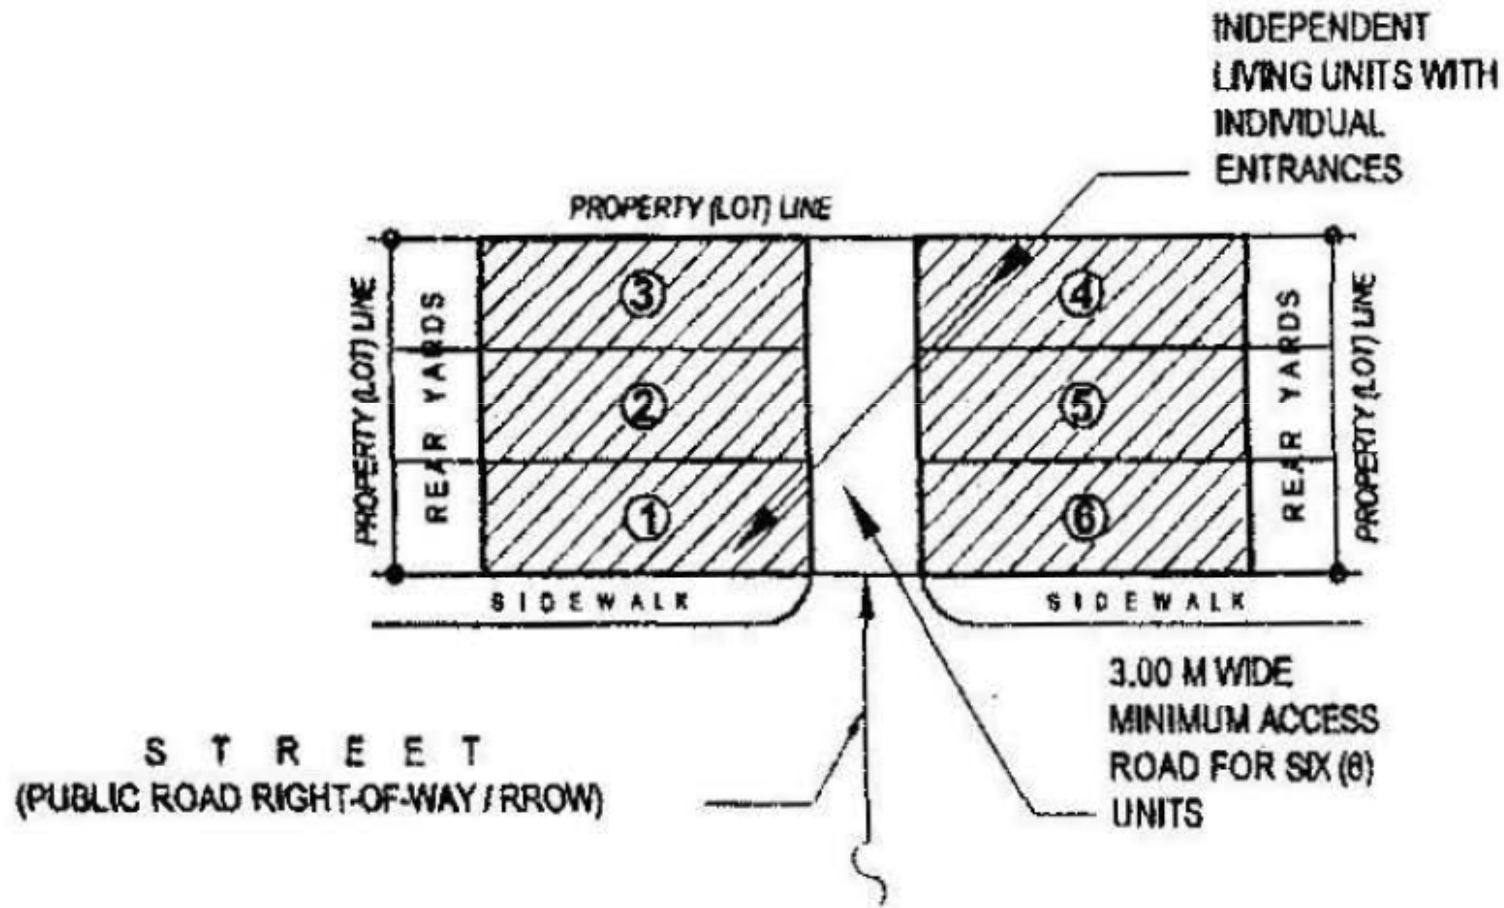 INDEPENDENT
LIVING UNITS WITH
INDIVIDUAL
ENTRANCES
PROPERTY (LOT) LINE
PROPERTY (LOT) LINE
REAR YARDS
3
2
1
4
5
6
REAR YARDS
PROPERTY (LOT) LINE
SIDEWALK
SIDEWALK
3.00 M WIDE
MINIMUM ACCESS
ROAD FOR SIX (6)
UNITS
STREET
(PUBLIC ROAD RIGHT-OF-WAY / RROW)